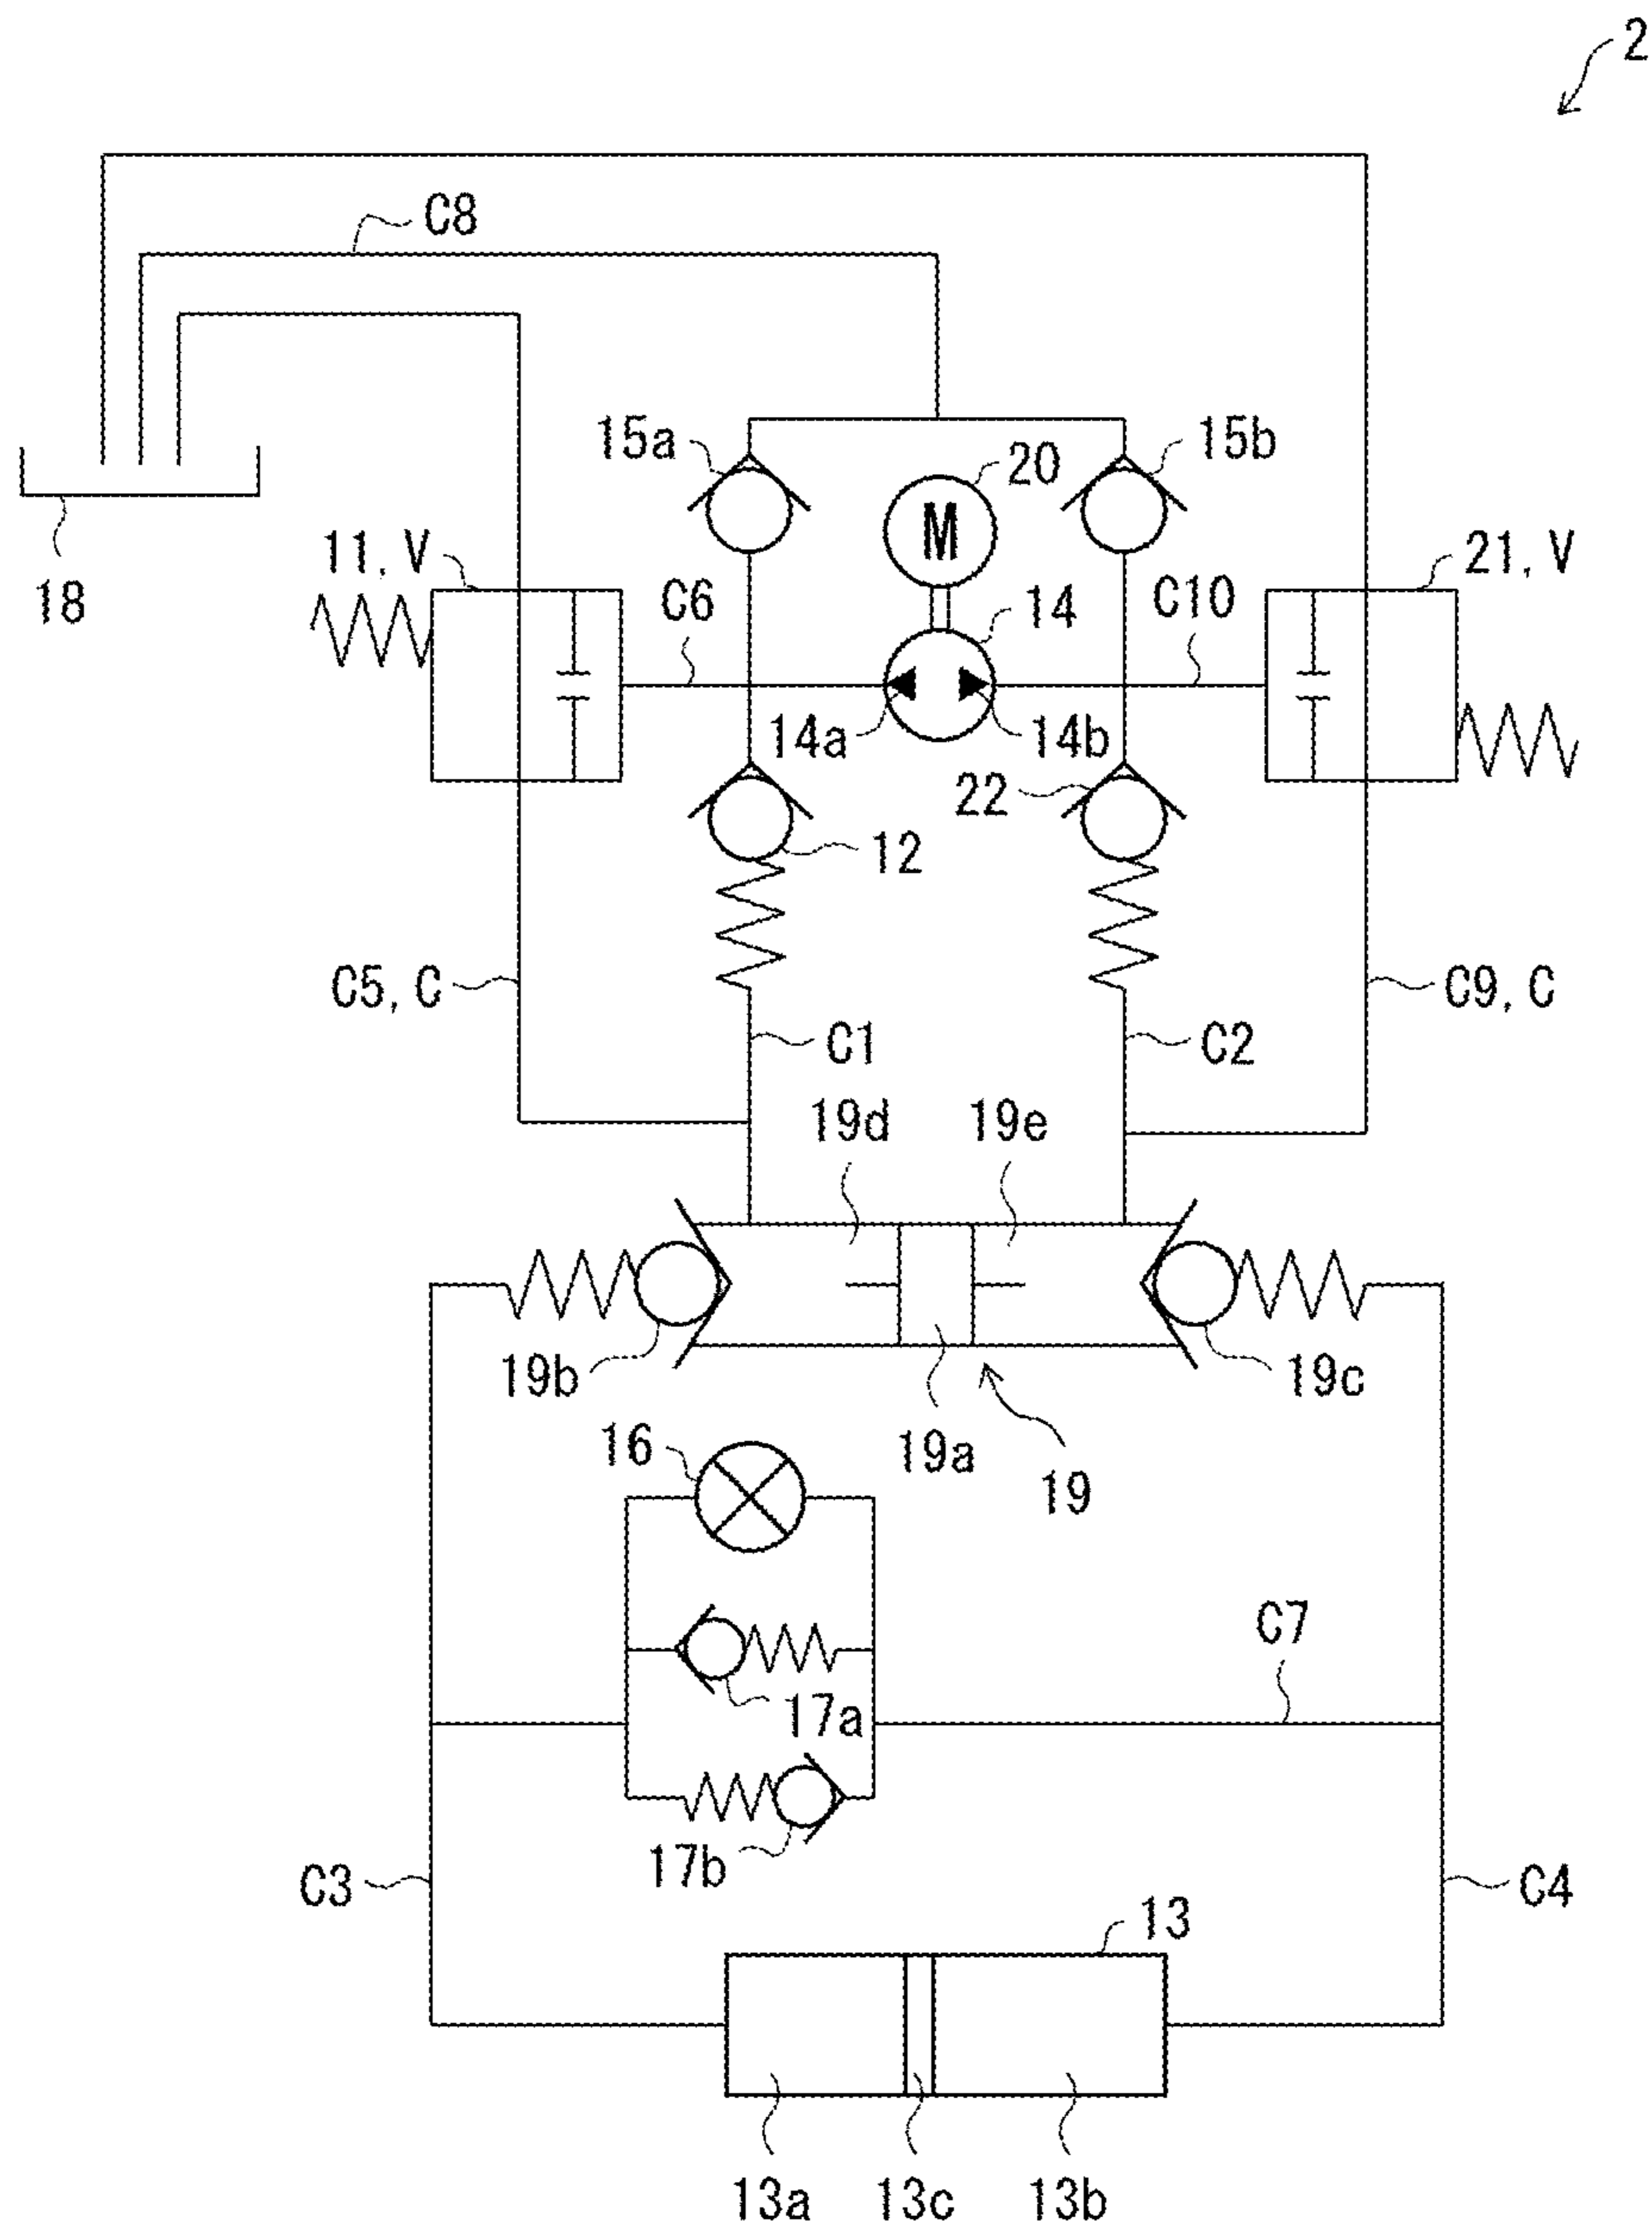 2
C8
15a
15b
20
M
11, V
21, V
18
C6
14
C10
14a
14b
22
12
C5, C
C9, C
C1
C2
19d
19e
19b
19c
16
19a
19
C7
17a
17b
C3
C4
13
13a
13c
13b